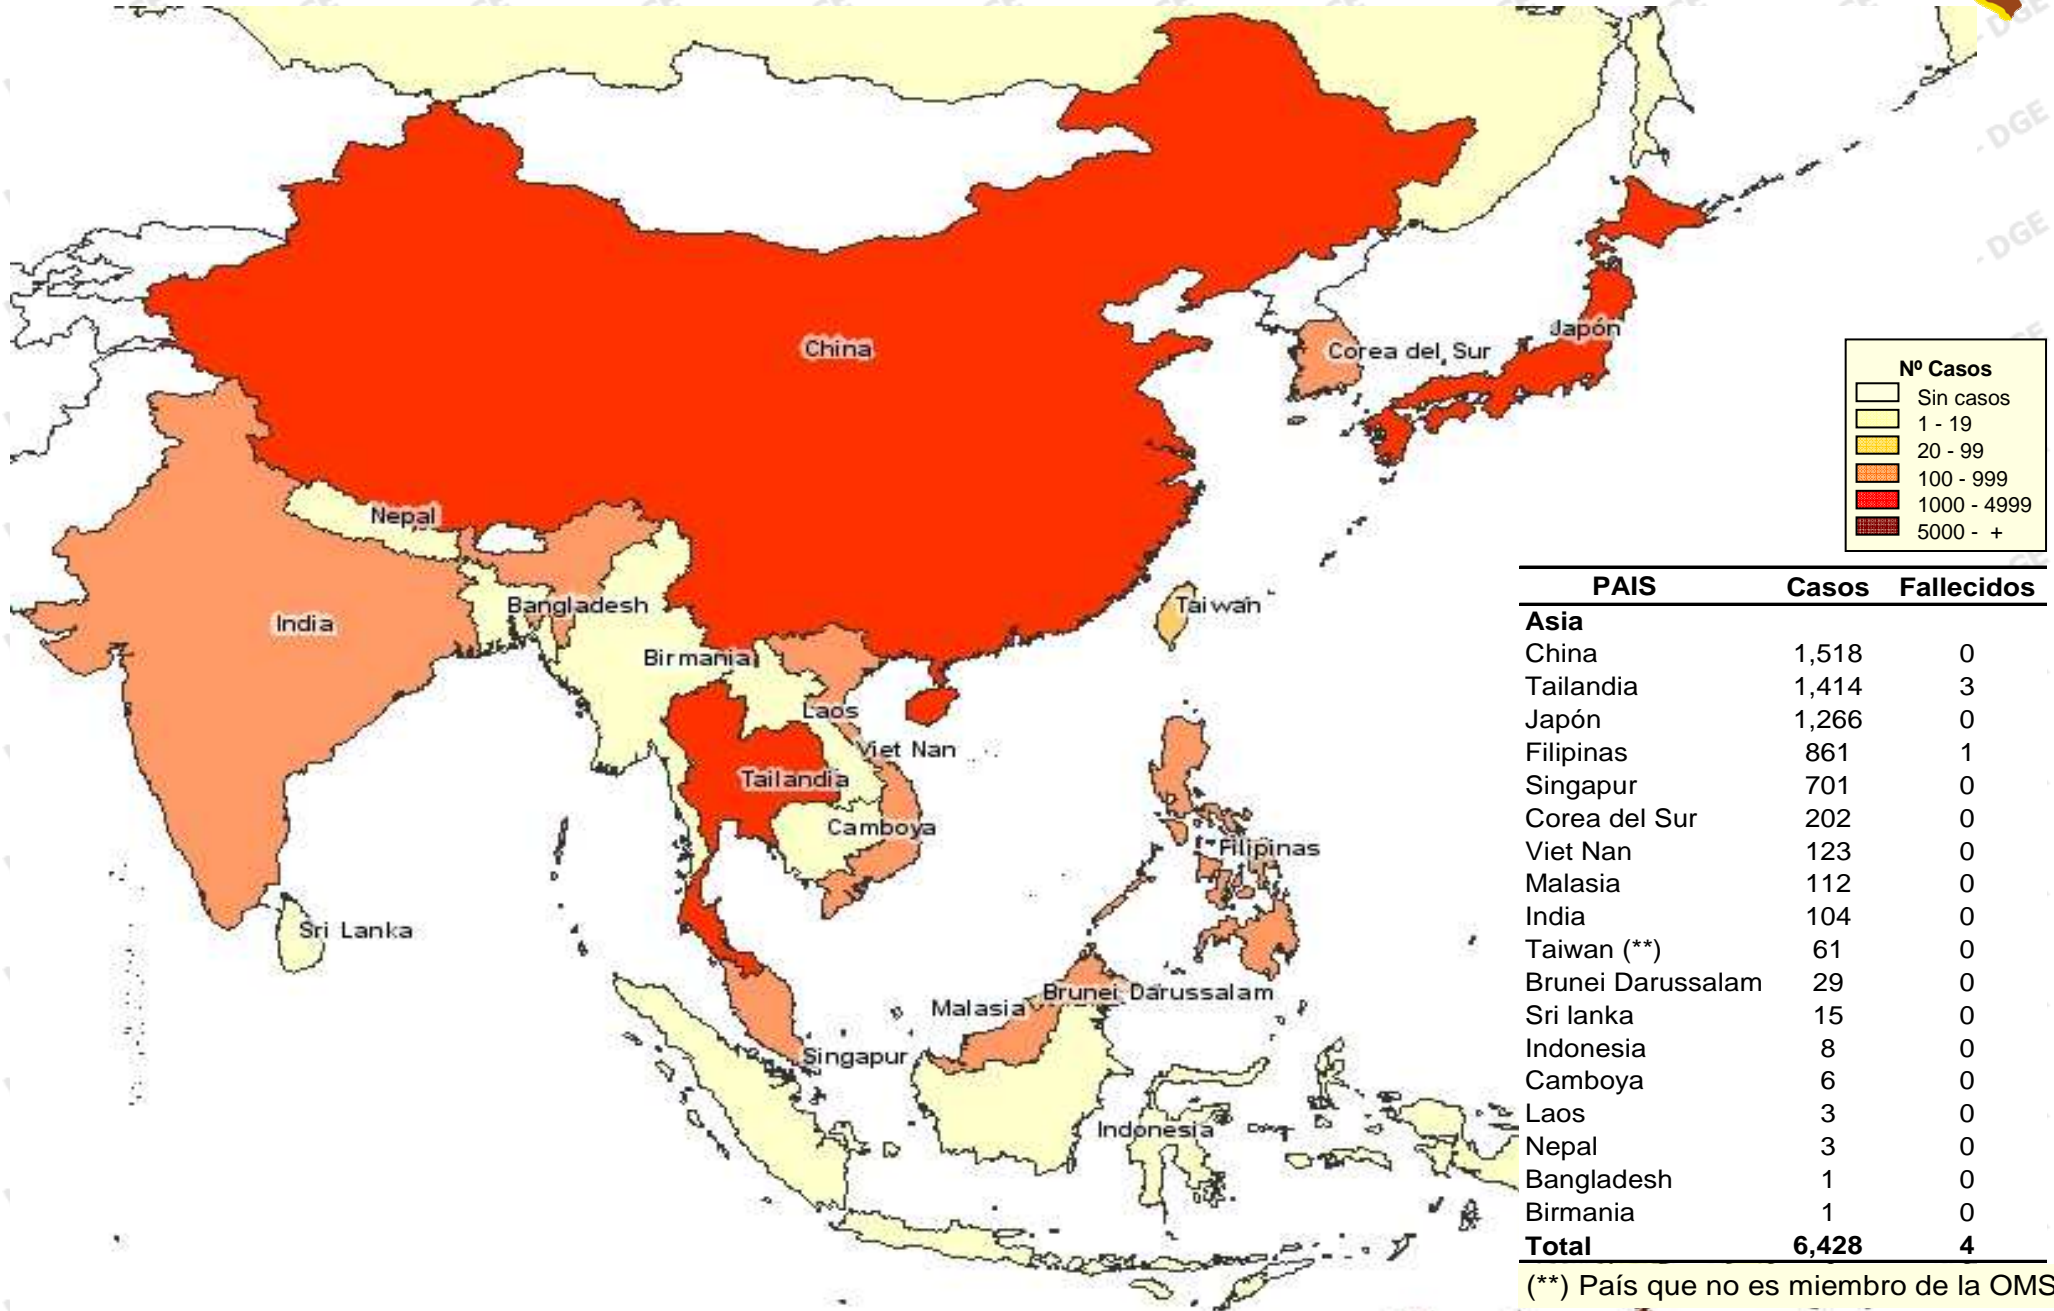 China
Japón
Corea del Sur
Nepal
India
Bangladesh
Taiwan
Birmania
Laos
Viet Nan
Tailandia
Camboya
Filipinas
Sri Lanka
Brunei Darussalam
Malasia
Singapur
Indonesia
Nº Casos
Sin casos
1 - 19
20 - 99
100 - 999
1000 - 4999
5000 - +
PAIS Casos Fallecidos
Asia
China 1,518 0
Tailandia 1,414 3
Japón 1,266 0
Filipinas 861 1
Singapur 701 0
Corea del Sur 202 0
Viet Nan 123 0
Malasia 112 0
India 104 0
Taiwan (**) 61 0
Brunei Darussalam 29 0
Sri lanka 15 0
Indonesia 8 0
Camboya 6 0
Laos 3 0
Nepal 3 0
Bangladesh 1 0
Birmania 1 0
Total 6,428 4
(**) País que no es miembro de la OMS
- DGE
- DGE
- DGE